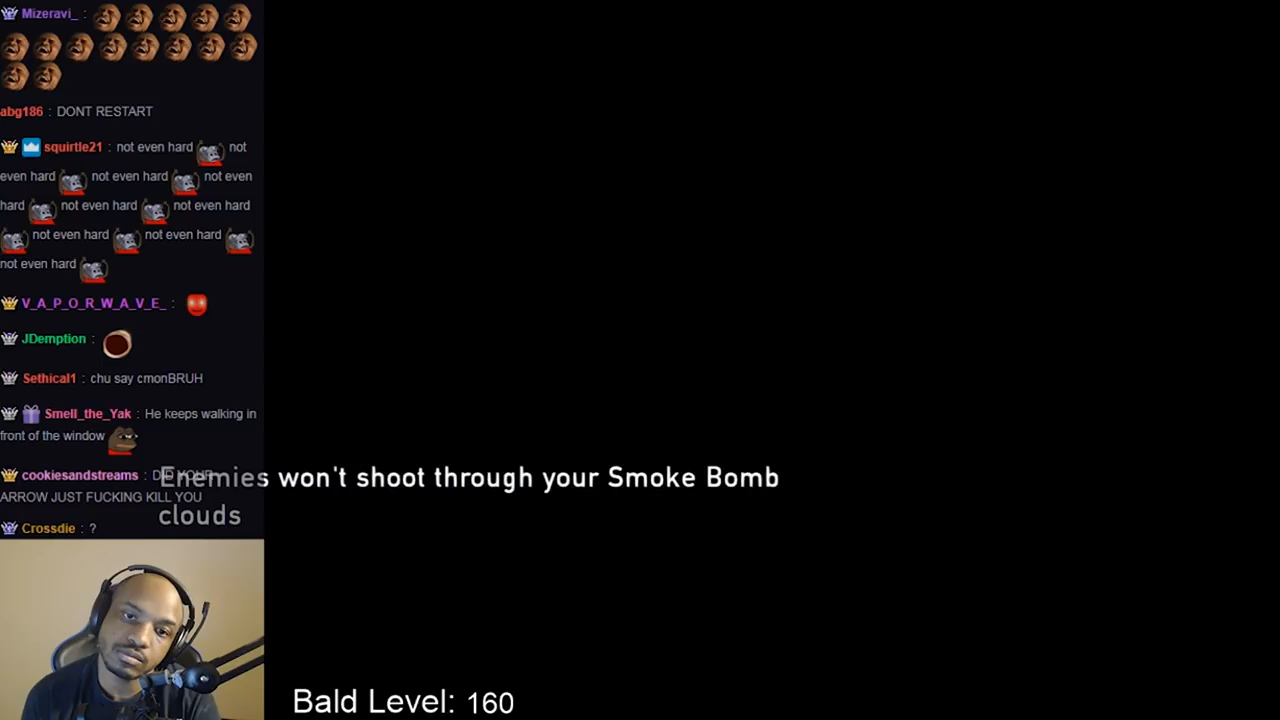 Mizeravi_ :
abg186 : DONT RESTART
squirtle21 : not even hard not
even hard not even hard not even
hard not even hard not even hard
not even hard not even hard
not even hard
V_A_P_O_R_W_A_V_E_ :
JDemption :
Sethical1 : chu say cmonBRUH
Smell_the_Yak : He keeps walking in
front of the window
cookiesandstreams : DID YOUR
ARROW JUST FUCKING KILL YOU
Crossdie : ?
Enemies won't shoot through your Smoke Bomb
clouds
Bald Level: 160